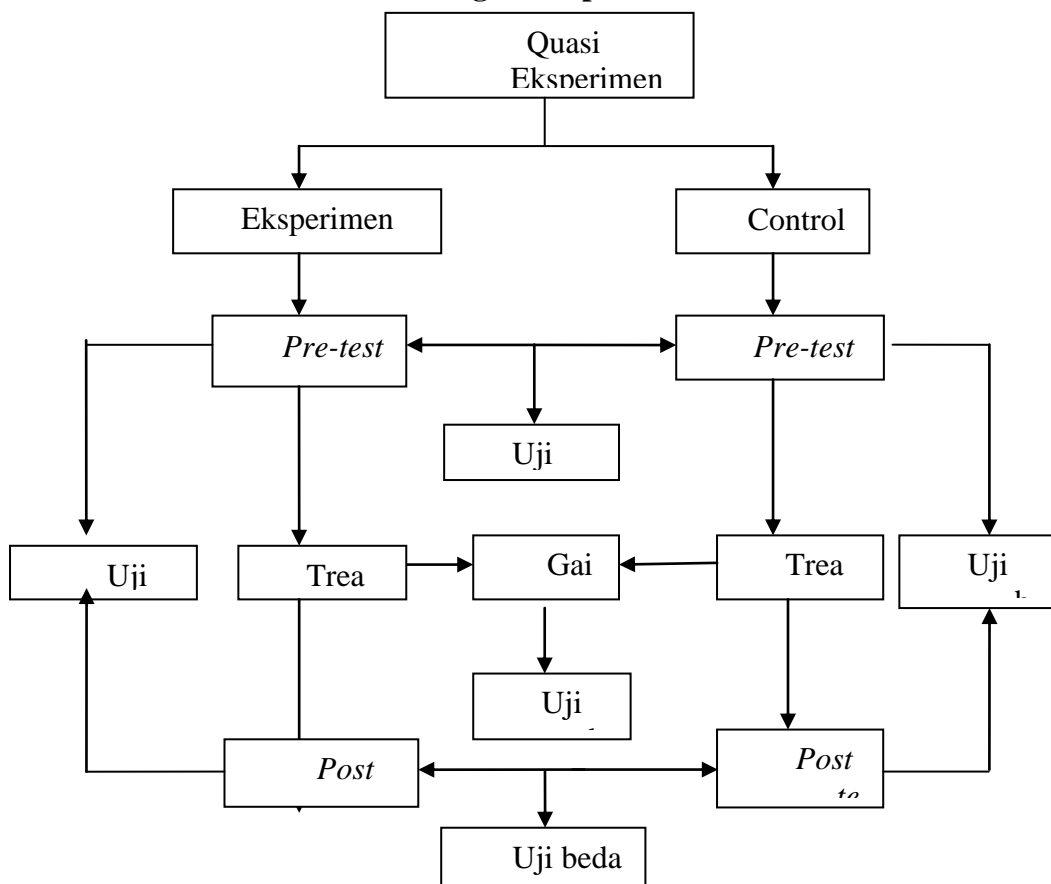 Quasi
Eksperimen
Eksperimen
Control
Pre-test
Pre-test
Uji
Uji
Trea
Gai
Trea
Uji
Uji
Post
Post
Uji beda